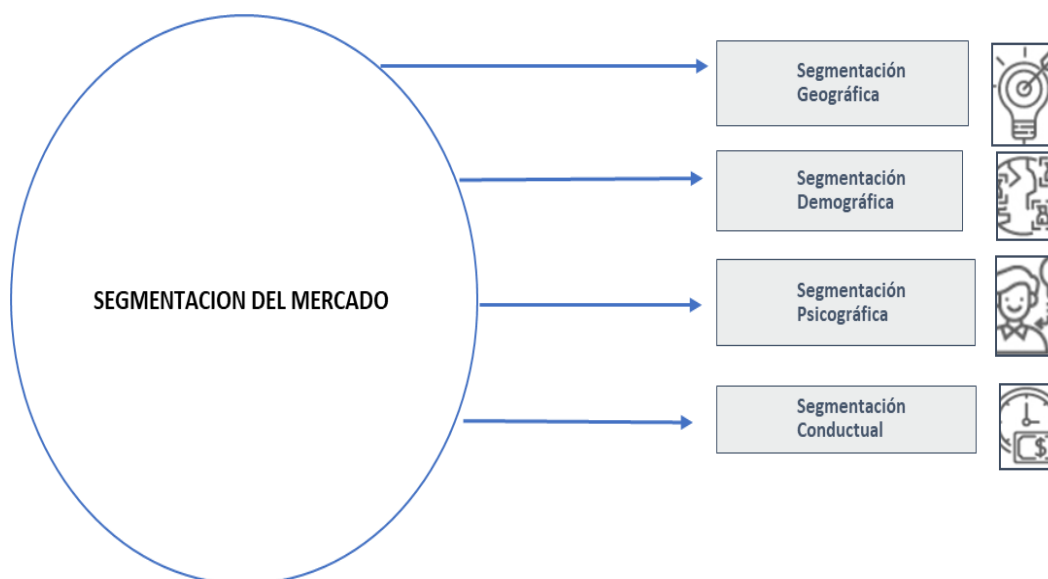 Segmentación
Geográfica
Segmentación
Demográfica
SEGMENTACION DEL MERCADO
Segmentación
Psicográfica
Segmentación
Conductual
$